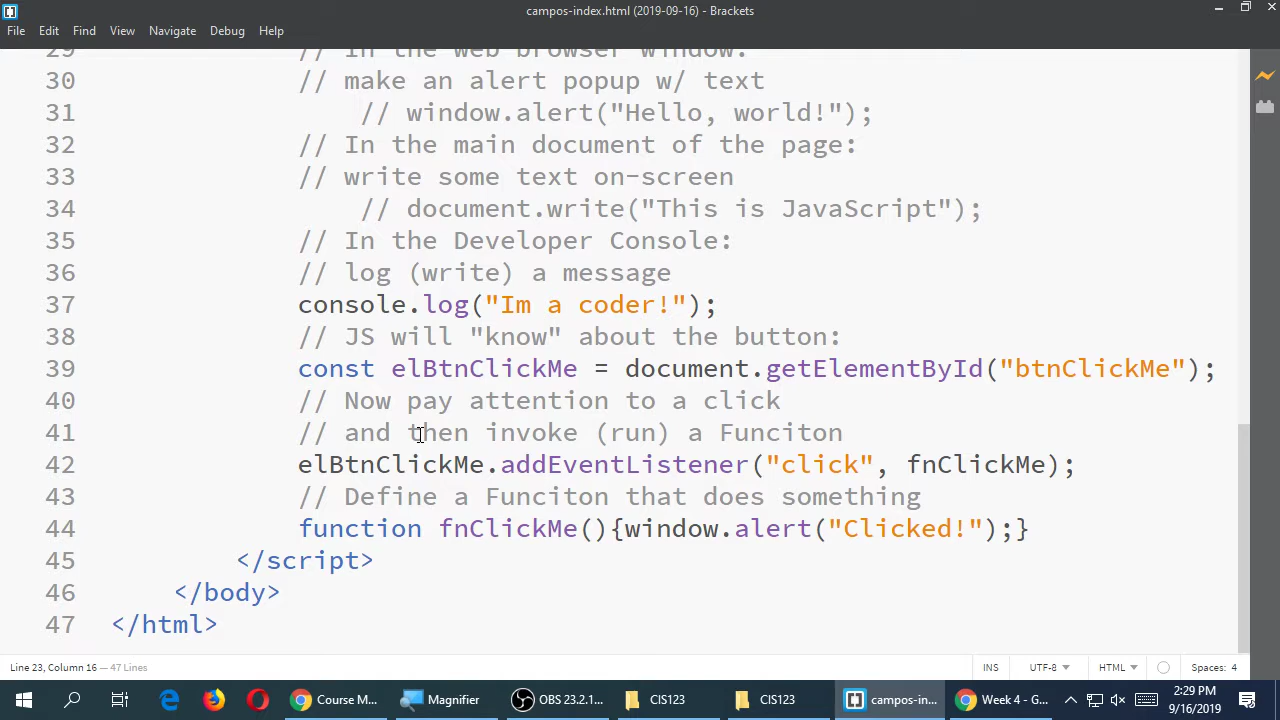 campos-index.html (2019-09-16) - Brackets
File Edit Find View Navigate Debug Help
29 // In the web browser window:
30 // make an alert popup w/ text
31 // window.alert("Hello, world!");
32 // In the main document of the page:
33 // write some text on-screen
34 // document.write("This is JavaScript");
35 // In the Developer Console:
36 // log (write) a message
37 console.log("Im a coder!");
38 // JS will "know" about the button:
39 const elBtnClickMe = document.getElementById("btnClickMe");
40 // Now pay attention to a click
41 // and then invoke (run) a Funciton
42 elBtnClickMe.addEventListener("click", fnClickMe);
43 // Define a Funciton that does something
44 function fnClickMe(){window.alert("Clicked!");}
45 </script>
46 </body>
47 </html>
Line 23, Column 16 — 47 Lines INS UTF-8 HTML Spaces: 4
Course M... Magnifier OBS 23.2.1... CIS123 CIS123 campos-in... Week 4 - G... 2:29 PM
9/16/2019